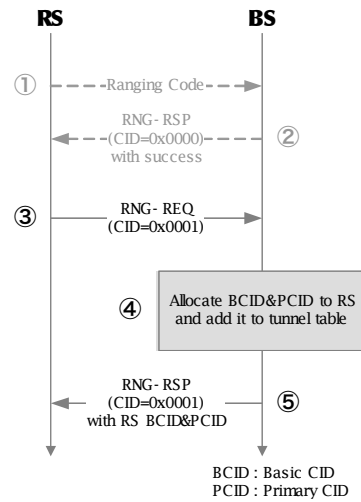 RS BS
① Ranging Code
RNG- RSP
(CID=0x0000) ②
with success
③ RNG- REQ
(CID=0x0001)
④ Allocate BCID&PCID to RS
and add it to tunnel table
RNG- RSP
(CID=0x0001) ⑤
with RS BCID&PCID
BCID : Basic CID
PCID : Primary CID